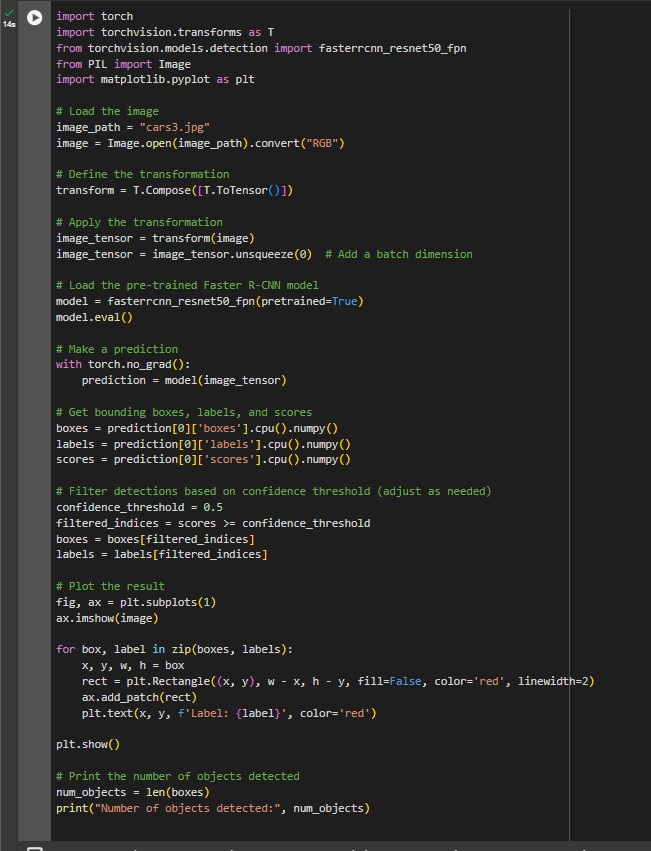 14s
import torch
import torchvision.transforms as T
from torchvision.models.detection import fasterrcnn_resnet50_fpn
from PIL import Image
import matplotlib.pyplot as plt
# Load the image
image_path = "cars3.jpg"
image = Image.open(image_path).convert("RGB")
# Define the transformation
transform = T.Compose([T.ToTensor()])
# Apply the transformation
image_tensor = transform(image)
image_tensor = image_tensor.unsqueeze(0)  # Add a batch dimension
# Load the pre-trained Faster R-CNN model
model = fasterrcnn_resnet50_fpn(pretrained=True)
model.eval()
# Make a prediction
with torch.no_grad():
    prediction = model(image_tensor)
# Get bounding boxes, labels, and scores
boxes = prediction[0]['boxes'].cpu().numpy()
labels = prediction[0]['labels'].cpu().numpy()
scores = prediction[0]['scores'].cpu().numpy()
# Filter detections based on confidence threshold (adjust as needed)
confidence_threshold = 0.5
filtered_indices = scores >= confidence_threshold
boxes = boxes[filtered_indices]
labels = labels[filtered_indices]
# Plot the result
fig, ax = plt.subplots(1)
ax.imshow(image)
for box, label in zip(boxes, labels):
    x, y, w, h = box
    rect = plt.Rectangle((x, y), w - x, h - y, fill=False, color='red', linewidth=2)
    ax.add_patch(rect)
    plt.text(x, y, f'Label: {label}', color='red')
plt.show()
# Print the number of objects detected
num_objects = len(boxes)
print("Number of objects detected:", num_objects)